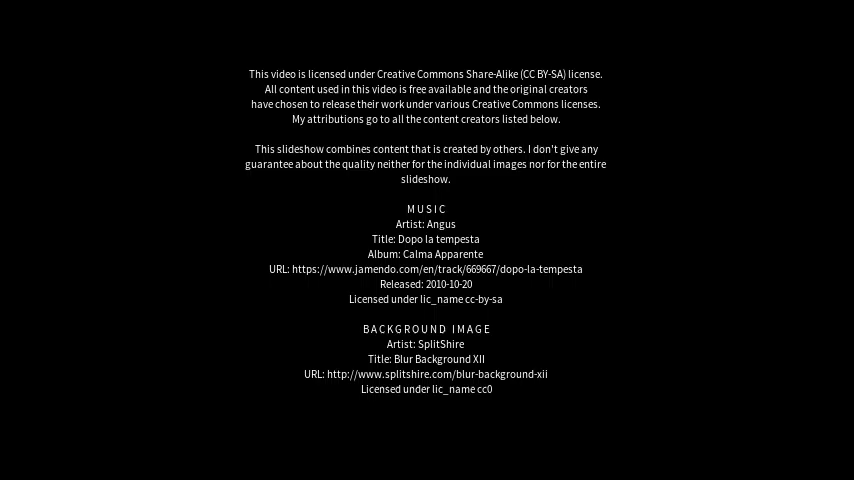 This video is licensed under Creative Commons Share-Alike (CC BY-SA) license.
All content used in this video is free available and the original creators
have chosen to release their work under various Creative Commons licenses.
My attributions go to all the content creators listed below.
This slideshow combines content that is created by others. I don't give any
guarantee about the quality neither for the individual images nor for the entire
slideshow.
MUSIC
Artist: Angus
Title: Dopo la tempesta
Album: Calma Apparente
URL: https://www.jamendo.com/en/track/669667/dopo-la-tempesta
Released: 2010-10-20
Licensed under lic_name cc-by-sa
BACKGROUND IMAGE
Artist: SplitShire
Title: Blur Background XII
URL: http://www.splitshire.com/blur-background-xii
Licensed under lic_name cc0